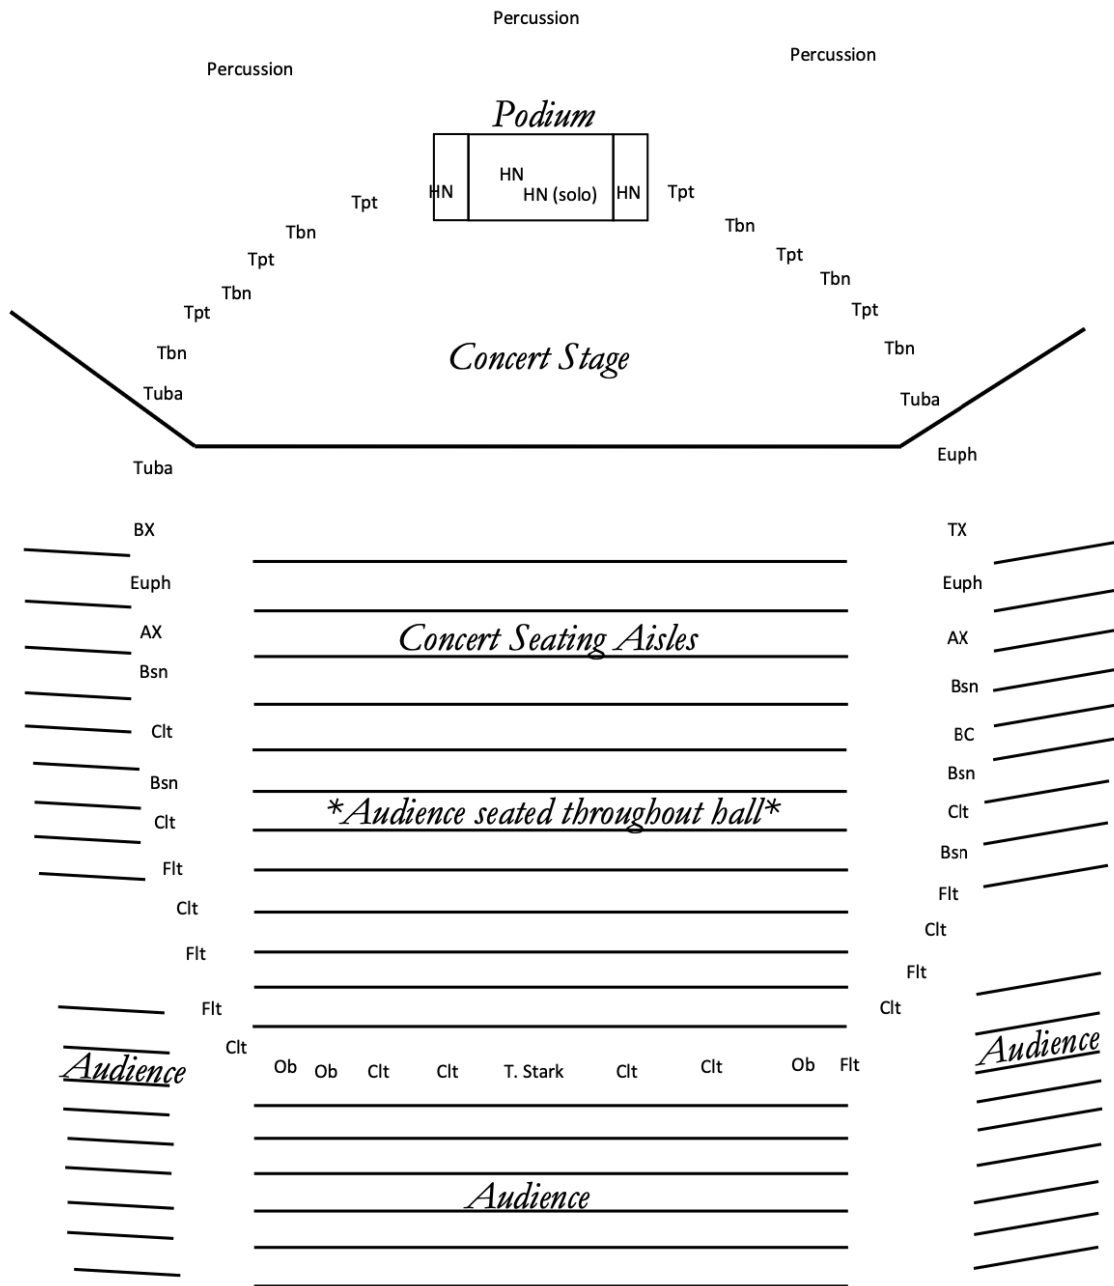 Percussion
Percussion
Percussion
Podium
HN
HN
HN (solo)
HN
Tpt
Tpt
Tbn
Tbn
Tpt
Tpt
Tbn
Tbn
Tpt
Tpt
Tbn
Tbn
Concert Stage
Tuba
Tuba
Tuba
Euph
BX
TX
Euph
Euph
AX
Concert Seating Aisles
AX
Bsn
Bsn
Clt
BC
Bsn
Bsn
*Audience seated throughout hall*
Clt
Clt
Bsn
Flt
Flt
Clt
Clt
Flt
Flt
Flt
Clt
Clt
Audience
Audience
Ob
Ob
Clt
Clt
T. Stark
Clt
Clt
Ob
Flt
Audience